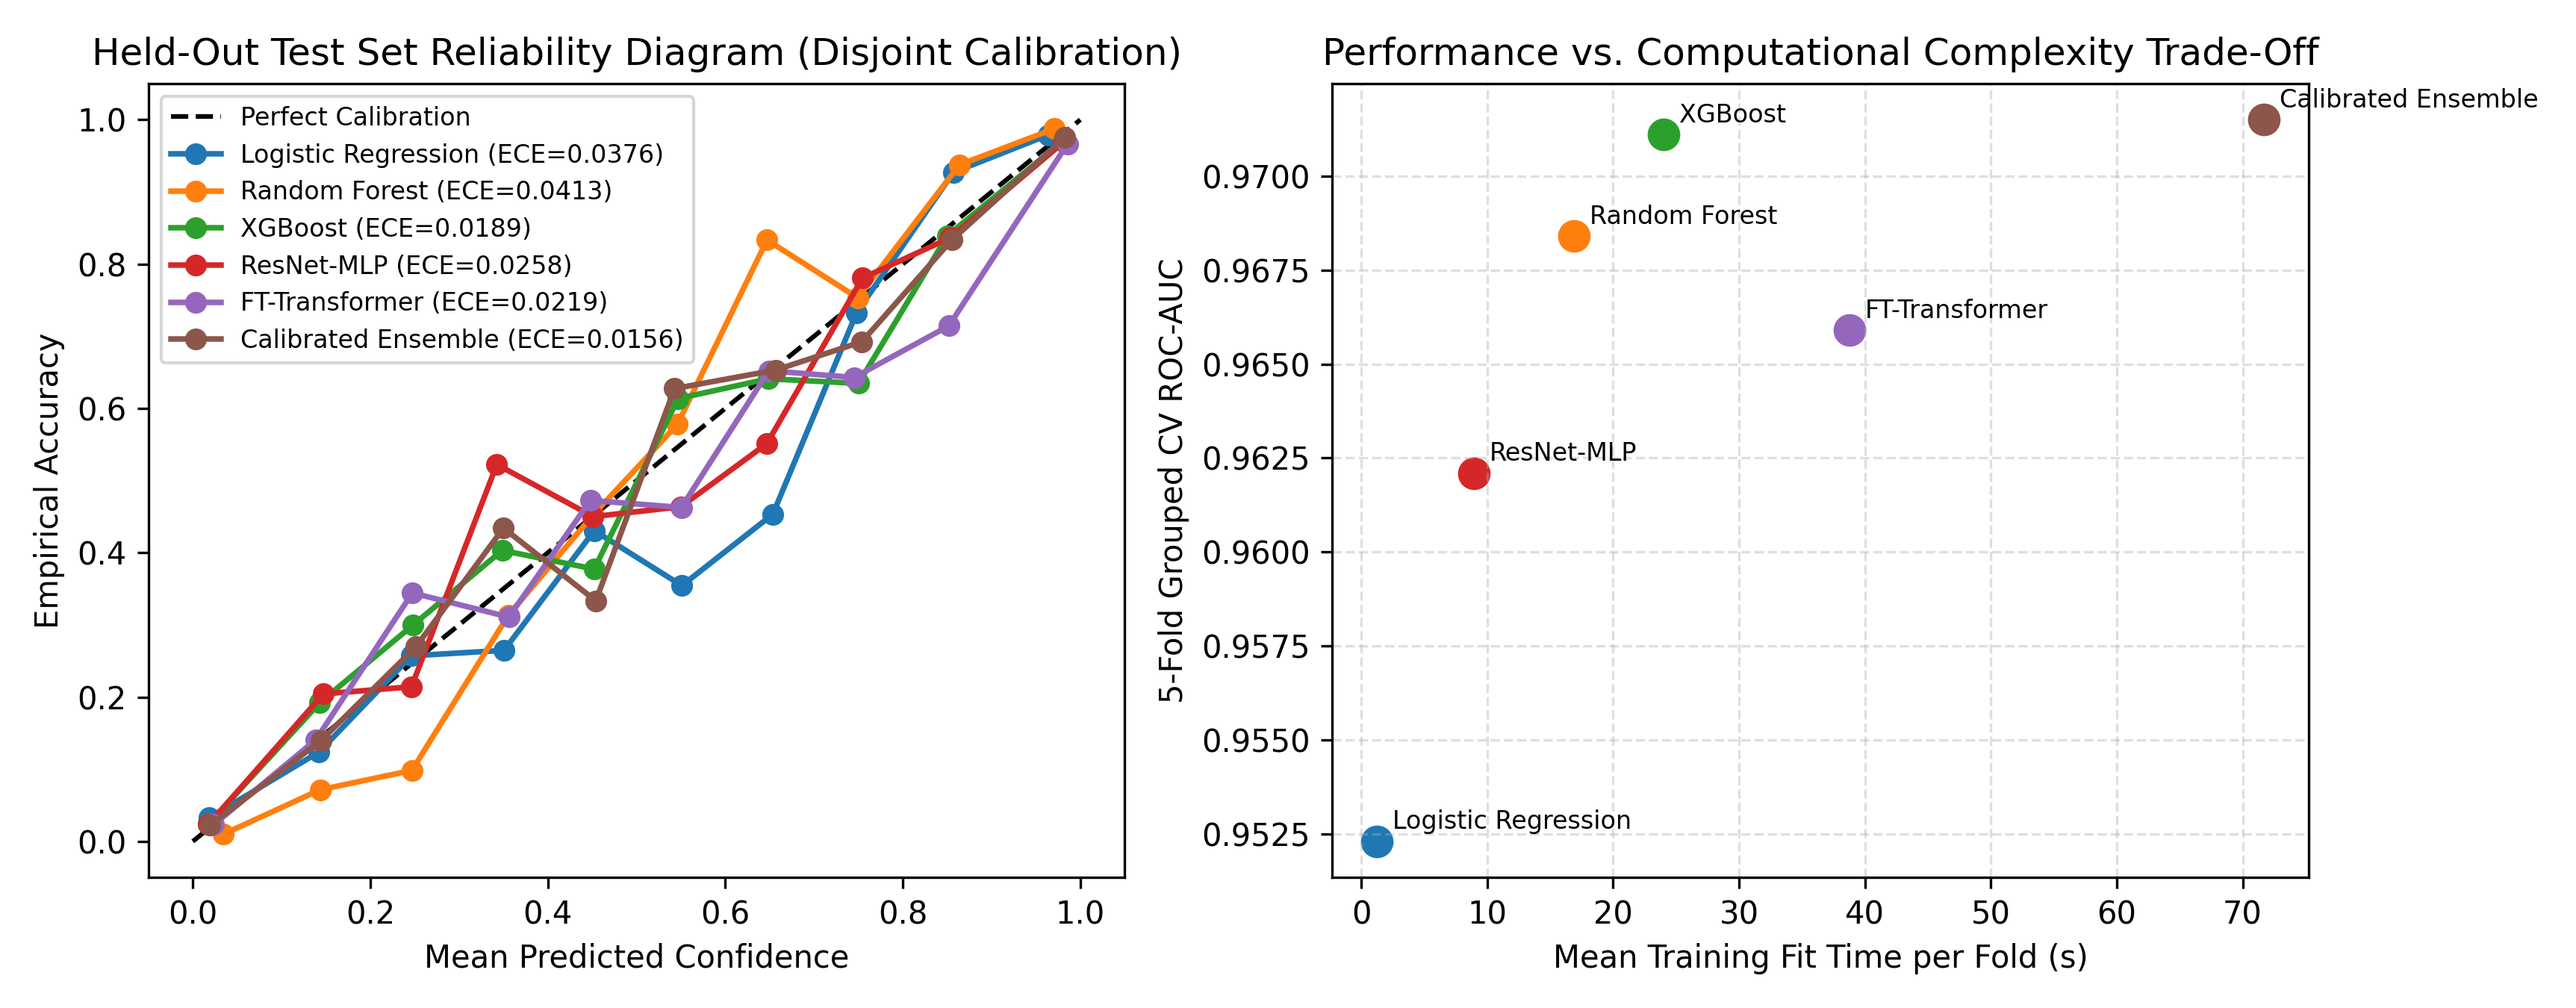 Held-Out Test Set Reliability Diagram (Disjoint Calibration)
Perfect Calibration
Logistic Regression (ECE=0.0376)
Random Forest (ECE=0.0413)
XGBoost (ECE=0.0189)
ResNet-MLP (ECE=0.0258)
FT-Transformer (ECE=0.0219)
Calibrated Ensemble (ECE=0.0156)
1.0
0.8
0.6
0.4
0.2
0.0
Empirical Accuracy
0.0 0.2 0.4 0.6 0.8 1.0
Mean Predicted Confidence
Performance vs. Computational Complexity Trade-Off
Calibrated Ensemble
XGBoost
Random Forest
FT-Transformer
ResNet-MLP
Logistic Regression
0.9700
0.9675
0.9650
0.9625
0.9600
0.9575
0.9550
0.9525
5-Fold Grouped CV ROC-AUC
0 10 20 30 40 50 60 70
Mean Training Fit Time per Fold (s)